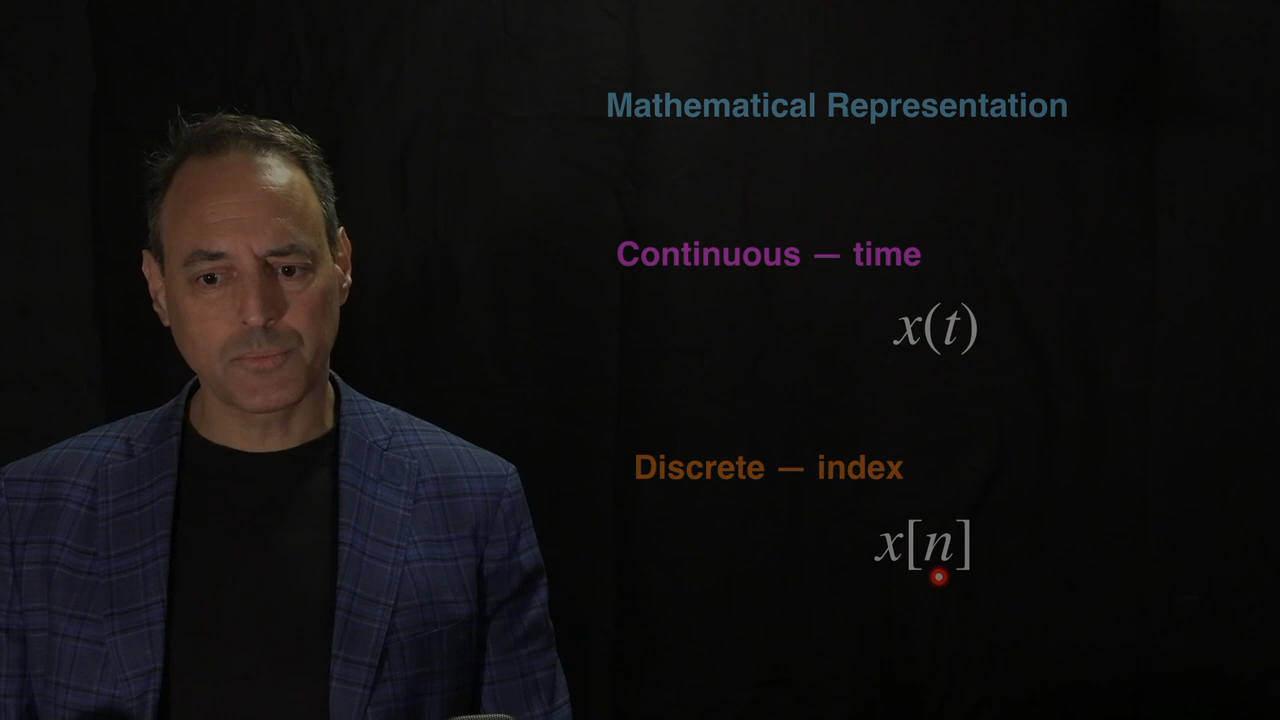 Mathematical Representation
Continuous — time
x(t)
Discrete — index
x[n]